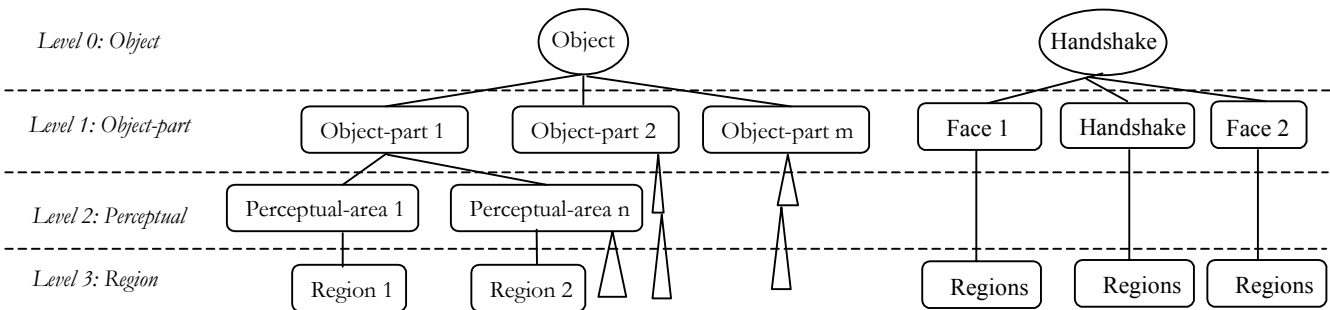 Level 0: Object
Object
Handshake
Level 1: Object-part
Object-part 1
Object-part 2
Object-part m
Face 1
Handshake
Face 2
Level 2: Perceptual
Perceptual-area 1
Perceptual-area n
Level 3: Region
Region 1
Region 2
Regions
Regions
Regions